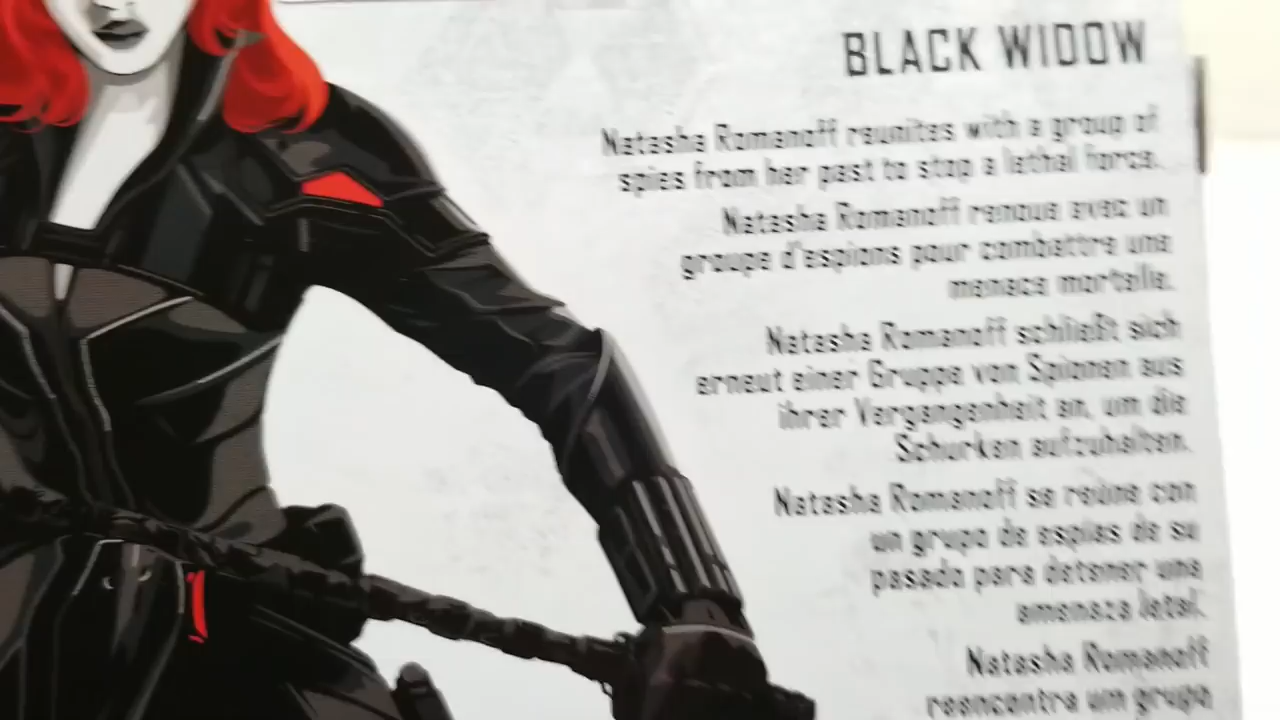 BLACK WIDOW
Natasha Romanoff reunites with a group of
spies from her past to stop a lethal force.
Natasha Romanoff renoue avec un
groupe d'espions pour combattre une
menace mortelle.
Natasha Romanoff schließt sich
erneut einer Gruppe von Spionen aus
ihrer Vergangenheit an, um die
Schurken aufzuhalten.
Natasha Romanoff se reúne con
un grupo de espías de su
pasado para detener una
amenaza letal.
Natasha Romanoff
reencontra um grupo